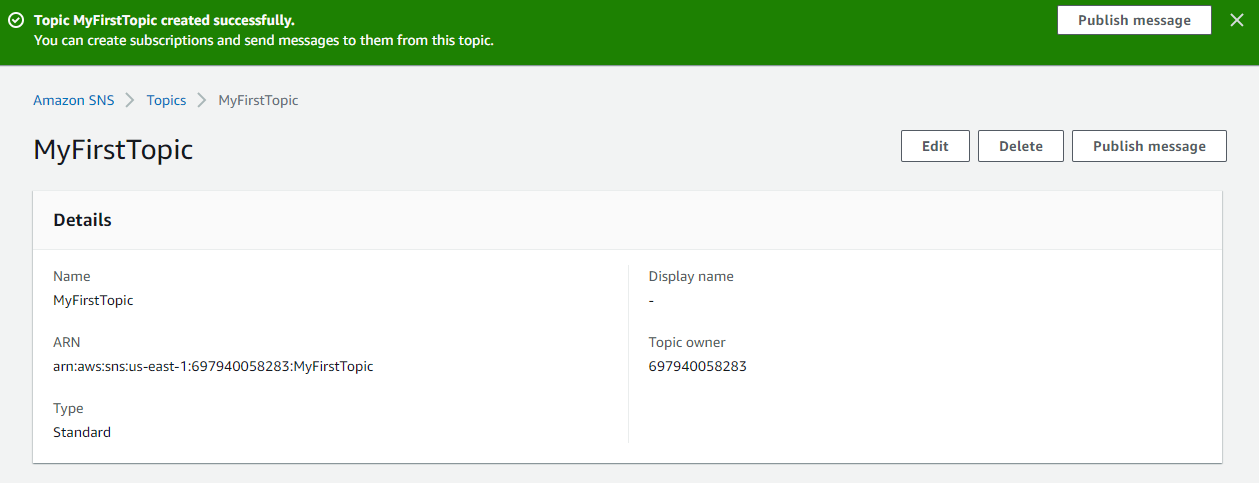 Topic MyFirstTopic created successfully.
You can create subscriptions and send messages to them from this topic.
Publish message
Amazon SNS
Topics
MyFirstTopic
MyFirstTopic
Edit
Delete
Publish message
Details
Name
MyFirstTopic
ARN
arn:aws:sns:us-east-1:697940058283:MyFirstTopic
Type
Standard
Display name
-
Topic owner
697940058283